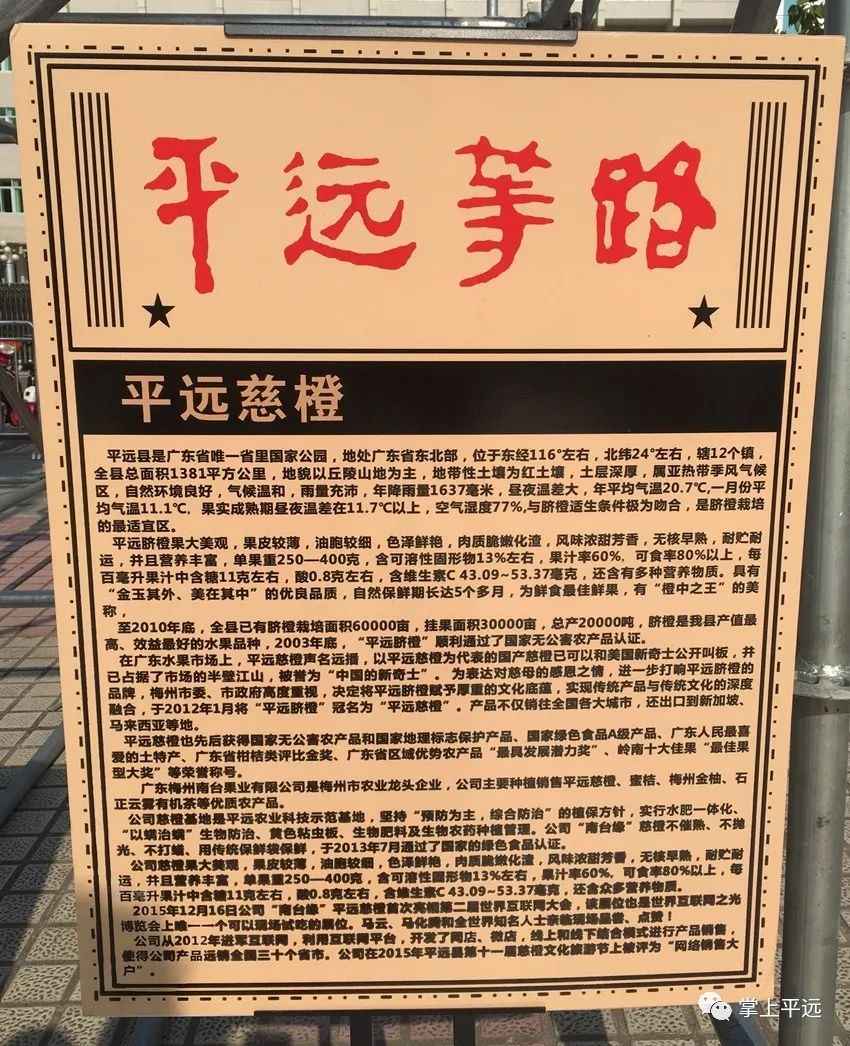 平远芳路
平远慈橙
平远县是广东省唯一省里国家公园，地处广东省东北部，位于东经116°左右，北纬24°左右，辖12个镇，
全县总面积1381平方公里，地貌以丘陵山地为主，地带性土壤为红土壤，土层深厚，属亚热带季风气候
区，自然环境良好，气候温和，雨量充沛，年降雨量1637毫米，昼夜温差大，年平均气温20.7℃,一月份平
均气温11.1℃，果实成熟期昼夜温差在11.7℃以上，空气湿度77%,与脐橙适生条件极为吻合，是脐橙栽培
的最适宜区。
平远脐橙果大美观，果皮较薄，油胞较细，色泽鲜艳，肉质脆嫩化渣，风味浓甜芳香，无核早熟，耐贮耐
运，并且营养丰富，单果重250—400克，含可溶性固形物13%左右，果汁率60%，可食率80%以上，每
百毫升果汁中含糖11克左右，酸0.8克左右，含维生素C 43.09~53.37毫克，还含有多种营养物质。具有
“金玉其外、美在其中”的优良品质，自然保鲜期长达5个多月，为鲜食最佳鲜果，有“橙中之王”的美
称，
至2010年底，全县已有脐橙栽培面积60000亩，挂果面积30000亩，总产20000吨，脐橙是我县产值最
高、效益最好的水果品种，2003年底，“平远脐橙”顺利通过了国家无公害农产品认证。
在广东水果市场上，平远慈橙声名远播，以平远慈橙为代表的国产慈橙已可以和美国新奇士公开叫板，并
已占据了市场的半壁江山，被誉为“中国的新奇士”。为表达对慈母的感恩之情，进一步打响平远脐橙的
品牌，梅州市委、市政府高度重视，决定将平远脐橙赋予厚重的文化底蕴，实现传统产品与传统文化的深度
融合，于2012年1月将“平远脐橙”冠名为“平远慈橙”。产品不仅销往全国各大城市，还出口到新加坡、
马来西亚等地。
平远慈橙也先后获得国家无公害农产品和国家地理标志保护产品、国家绿色食品A级产品、广东人民最喜
爱的土特产、广东省柑桔类评比金奖、广东省区域优势农产品“最具发展潜力奖”、岭南十大佳果“最佳果
型大奖”等荣誉称号。
广东梅州南台果业有限公司是梅州市农业龙头企业，公司主要种植销售平远慈橙、蜜桔、梅州金柚、石
正云雾有机茶等优质农产品。
公司慈橙基地是平远农业科技示范基地，坚持“预防为主，综合防治”的植保方针，实行水肥一体化、
“以螨治螨”生物防治、黄色粘虫板、生物肥料及生物农药种植管理。公司“南台缘”慈橙不催熟、不抛
光、不打蜡、用传统保鲜袋保鲜，于2013年7月通过了国家的绿色食品认证。
公司慈橙果大美观，果皮较薄，油胞较细，色泽鲜艳，肉质脆嫩化渣，风味浓甜芳香，无核早熟，耐贮耐
运，并且营养丰富，单果重250—400克，含可溶性固形物13%左右，果汁率60%，可食率80%以上，每
百毫升果汁中含糖11克左右，酸0.8克左右，含维生素C 43.09~53.37毫克，还含众多营养物质。
2015年12月16日公司“南台缘”平远慈橙首次亮相第二届世界互联网大会，该展位也是世界互联网之光
博览会上唯一一个可以现场试吃的展位。马云、马化腾和全世界知名人士亲临现场品尝、点赞！
公司从2012年进军互联网，利用互联网平台，开发了网店、微店，线上和线下结合模式进行产品销售，
使得公司产品远销全国三十个省市。公司在2015年平远县第十一届慈橙文化旅游节上被评为“网络销售大
户”。
掌上平远